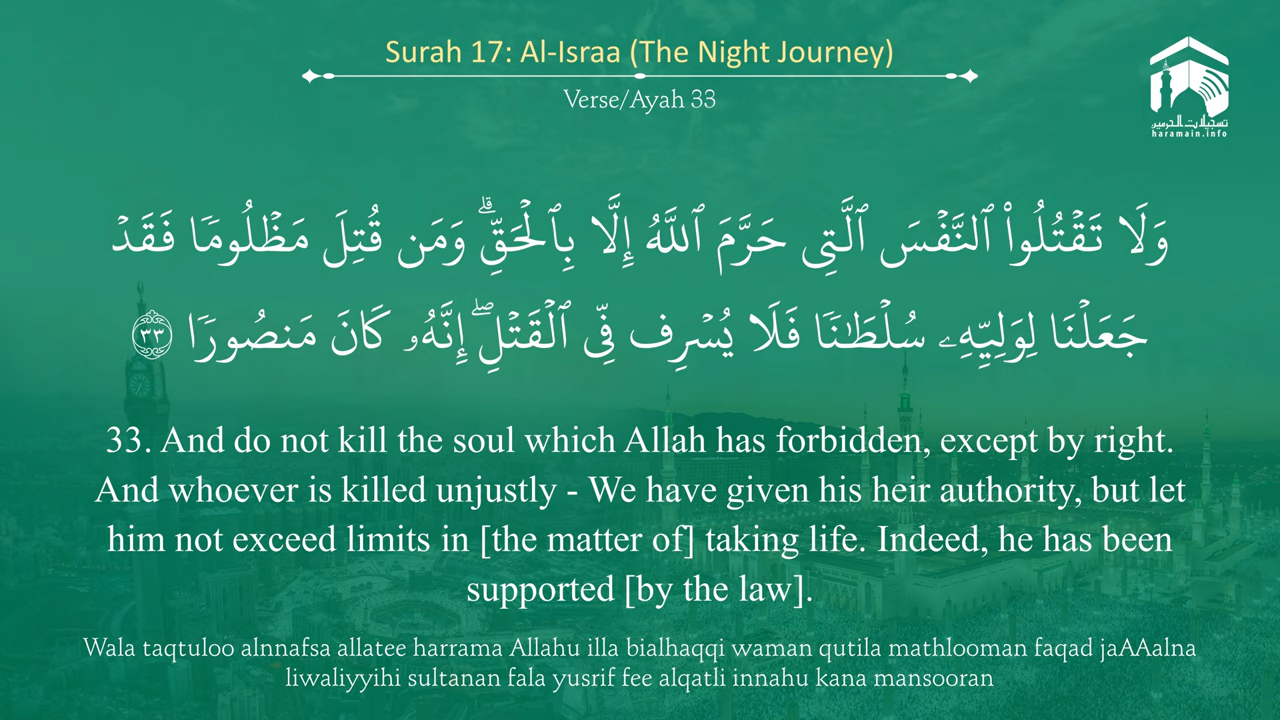 Surah 17: Al-Israa (The Night Journey)
Verse/Ayah 33
تسجيلات الحرمين
haramain.info
وَلَا تَقْتُلُوا۟ ٱلنَّفْسَ ٱلَّتِى حَرَّمَ ٱللَّهُ إِلَّا بِٱلْحَقِّ ۗ وَمَن قُتِلَ مَظْلُومًا فَقَدْ
جَعَلْنَا لِوَلِيِّهِۦ سُلْطَـٰنًا فَلَا يُسْرِف فِّى ٱلْقَتْلِ ۖ إِنَّهُۥ كَانَ مَنصُورًا ٣٣
33. And do not kill the soul which Allah has forbidden, except by right.
And whoever is killed unjustly - We have given his heir authority, but let
him not exceed limits in [the matter of] taking life. Indeed, he has been
supported [by the law].
Wala taqtuloo alnnafsa allatee harrama Allahu illa bialhaqqi waman qutila mathlooman faqad jaAAalna
liwaliyyihi sultanan fala yusrif fee alqatli innahu kana mansooran